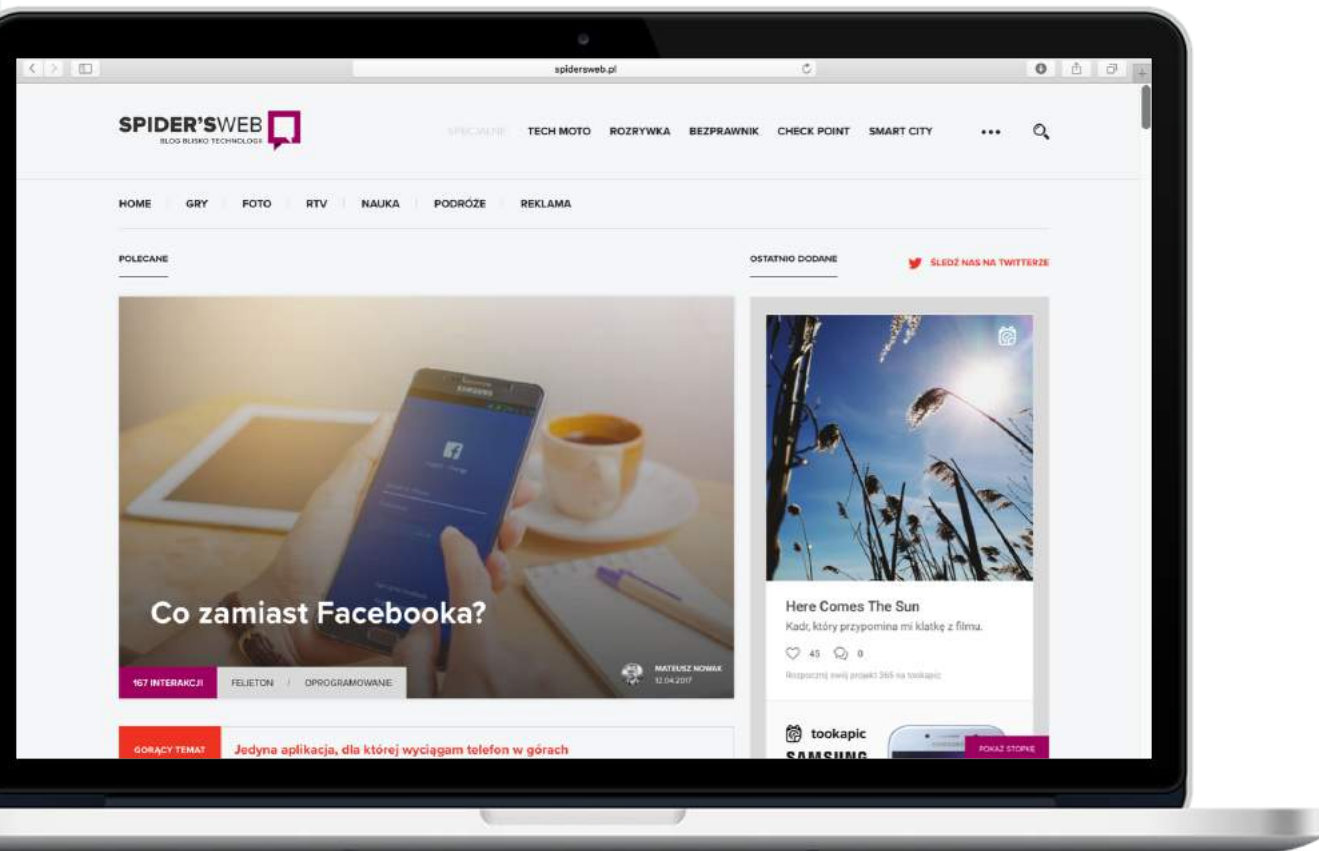 spidersweb.pl
SPIDER'SWEB
BLOG BLISKO TECHNOLOGII
SPECJALNE TECH MOTO ROZRYWKA BEZPRAWNIK CHECK POINT SMART CITY
HOME GRY FOTO RTV NAUKA PODRÓŻE REKLAMA
POLECANE
OSTATNIO DODANE
ŚLEDŹ NAS NA TWITTERZE
SAMSUNG
Co zamiast Facebooka?
167 INTERAKCJI
FELIETON / OPROGRAMOWANIE
MATEUSZ NOWAK
12.04.2017
GORĄCY TEMAT
Jedyna aplikacja, dla której wyciągam telefon w górach
Here Comes The Sun
Kadr, który przypomina mi klatkę z filmu.
45 0
Rozpocznij swój projekt 365 na tookapic
tookapic
SAMSUNG
POKAŻ STOPKĘ